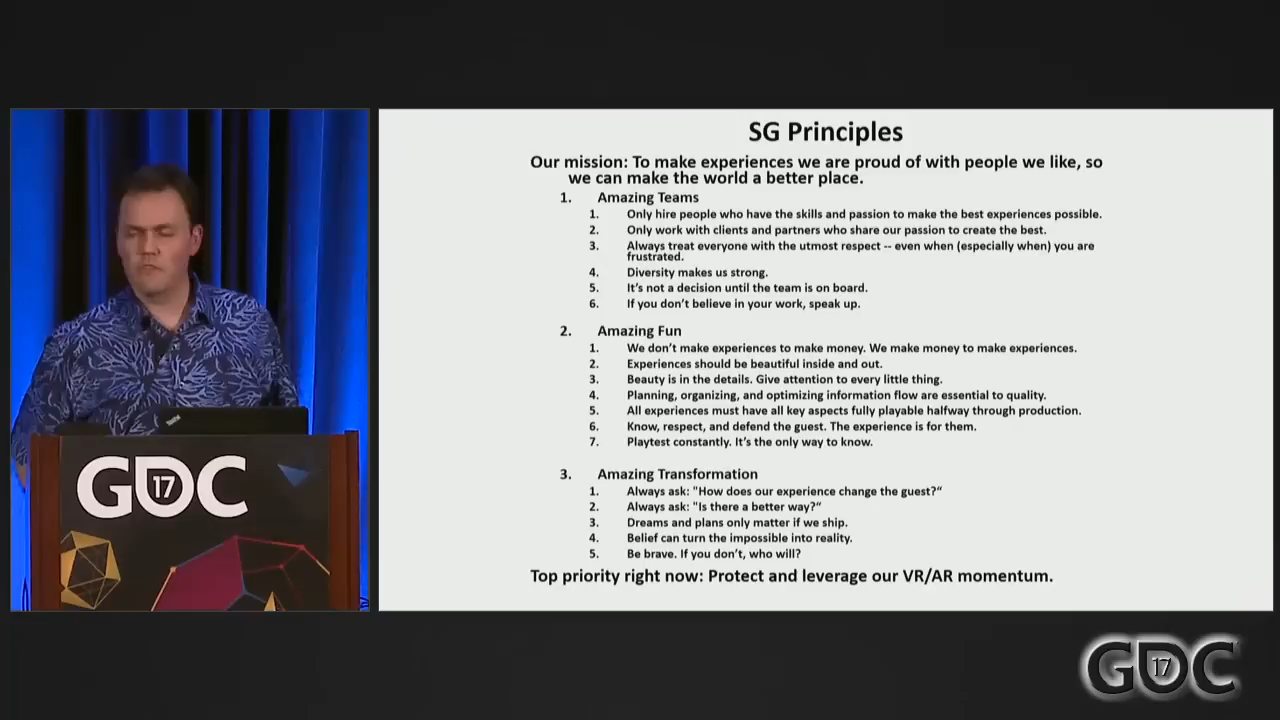 SG Principles
Our mission: To make experiences we are proud of with people we like, so
we can make the world a better place.
1. Amazing Teams
1. Only hire people who have the skills and passion to make the best experiences possible.
2. Only work with clients and partners who share our passion to create the best.
3. Always treat everyone with the utmost respect -- even when (especially when) you are
frustrated.
4. Diversity makes us strong.
5. It's not a decision until the team is on board.
6. If you don't believe in your work, speak up.
2. Amazing Fun
1. We don't make experiences to make money. We make money to make experiences.
2. Experiences should be beautiful inside and out.
3. Beauty is in the details. Give attention to every little thing.
4. Planning, organizing, and optimizing information flow are essential to quality.
5. All experiences must have all key aspects fully playable halfway through production.
6. Know, respect, and defend the guest. The experience is for them.
7. Playtest constantly. It's the only way to know.
3. Amazing Transformation
1. Always ask: "How does our experience change the guest?"
2. Always ask: "Is there a better way?"
3. Dreams and plans only matter if we ship.
4. Belief can turn the impossible into reality.
5. Be brave. If you don't, who will?
Top priority right now: Protect and leverage our VR/AR momentum.
GDC 17
GDC 17